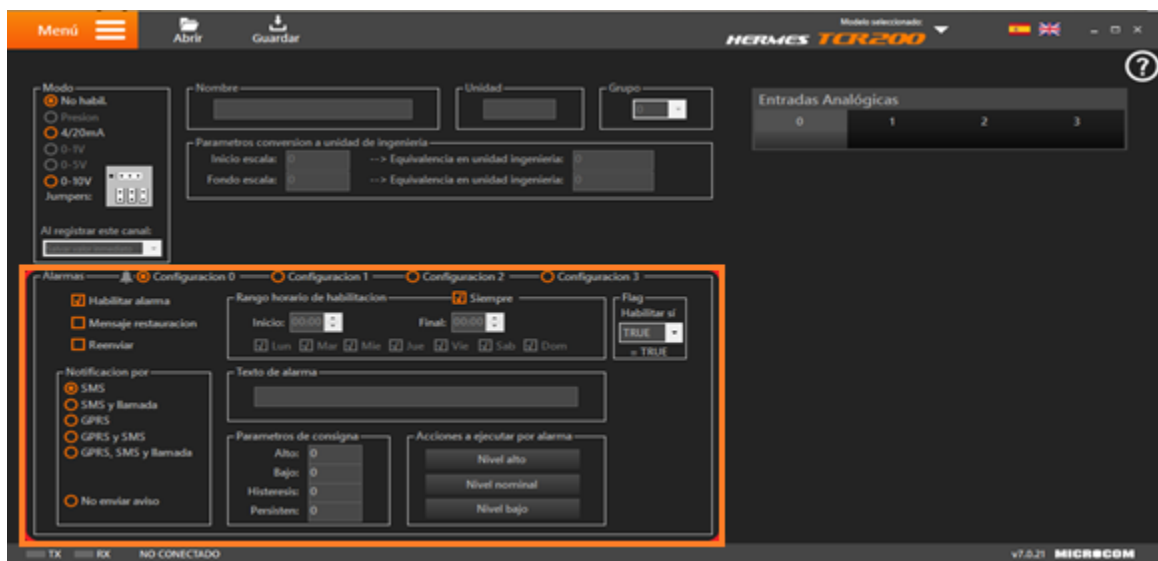 Menú
Abrir
Guardar
Modelo seleccionado:
HERMES TCR200
?
Modo
No habil.
Presion
4/20mA
0-1V
0-5V
0-10V
Jumpers:
Al registrar este canal:
Nombre
Unidad
Grupo
0
Parametros conversion a unidad de ingenieria
Inicio escala: 0 --> Equivalencia en unidad ingenieria: 0
Fondo escala: 0 --> Equivalencia en unidad ingenieria: 0
Entradas Analógicas
0 1 2 3
Alarmas Configuracion 0 Configuracion 1 Configuracion 2 Configuracion 3
Habilitar alarma
Mensaje restauracion
Reenviar
Rango horario de habilitacion Siempre
Inicio: 00:00 Final: 00:00
Lun Mar Mie Jue Vie Sab Dom
Flag
Habilitar sí
TRUE
= TRUE
Notificacion por
SMS
SMS y llamada
GPRS
GPRS y SMS
GPRS, SMS y llamada
No enviar aviso
Texto de alarma
Parametros de consigna
Alto: 0
Bajo: 0
Histeresis: 0
Persisten: 0
Acciones a ejecutar por alarma
Nivel alto
Nivel nominal
Nivel bajo
TX RX NO CONECTADO
v7.0.21 MICROCOM